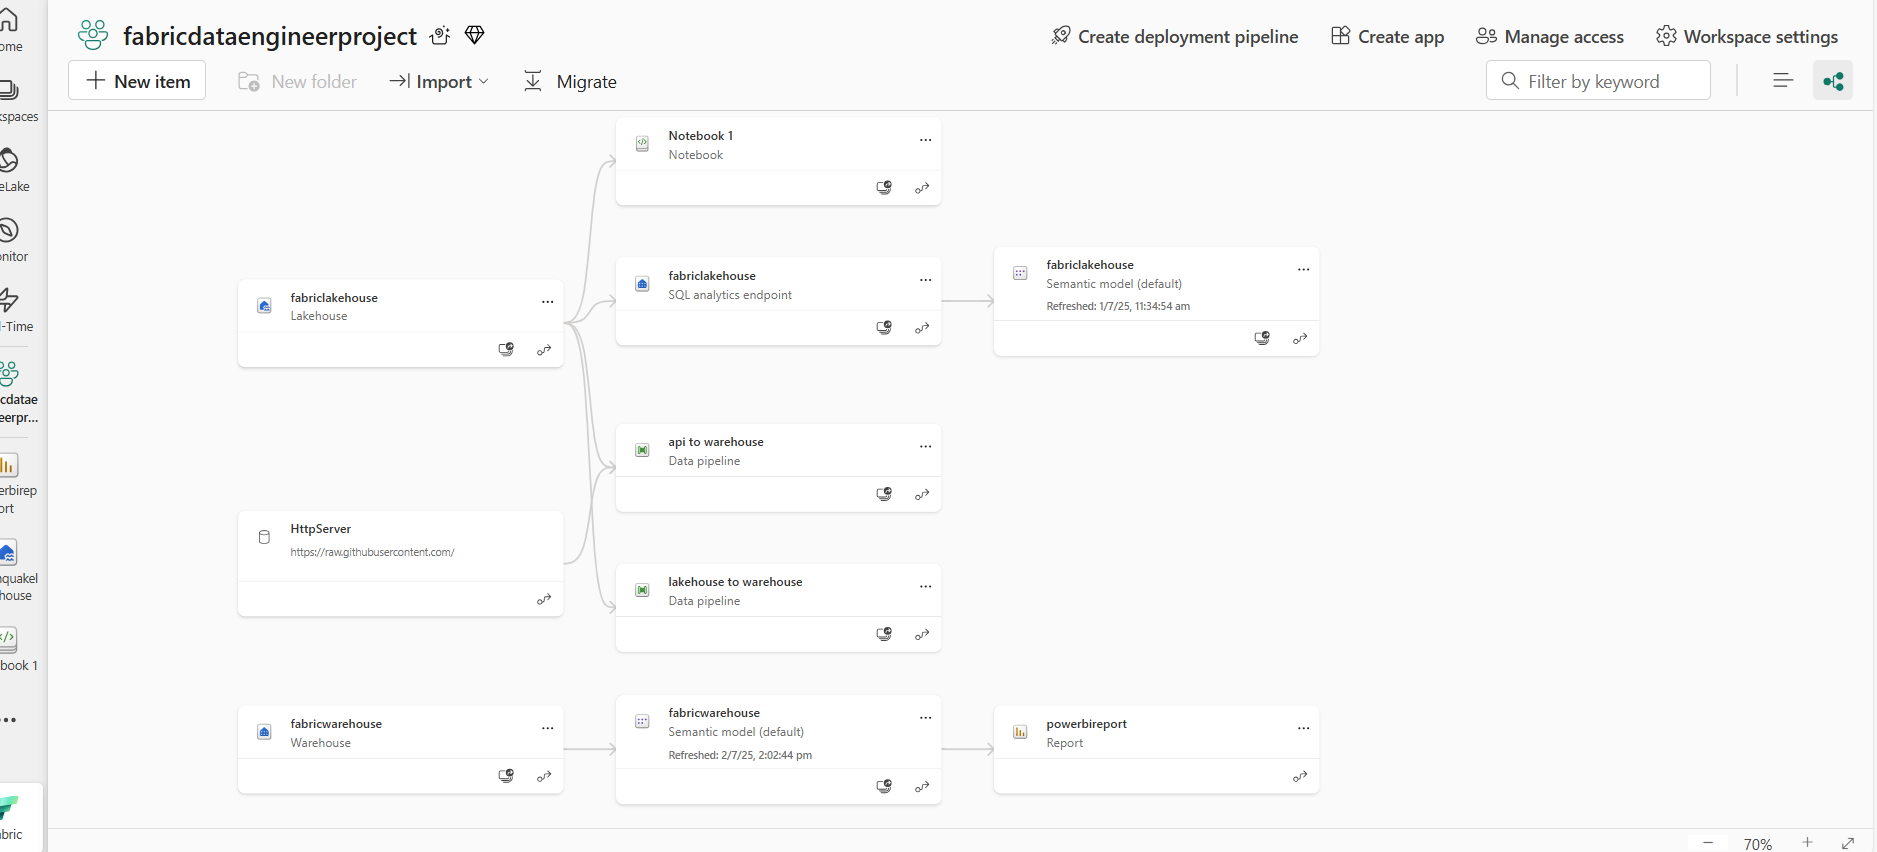 fabricdataengineerproject
Create deployment pipeline
Create app
Manage access
Workspace settings
New item
New folder
Import
Migrate
Filter by keyword
ome
kspaces
eLake
onitor
l-Time
cdatae
eerpr...
erbirep
ort
nquakel
house
book 1
bric
Notebook 1
Notebook
fabriclakehouse
Lakehouse
fabriclakehouse
SQL analytics endpoint
fabriclakehouse
Semantic model (default)
Refreshed: 1/7/25, 11:34:54 am
api to warehouse
Data pipeline
HttpServer
https://raw.githubusercontent.com/
lakehouse to warehouse
Data pipeline
fabricwarehouse
Warehouse
fabricwarehouse
Semantic model (default)
Refreshed: 2/7/25, 2:02:44 pm
powerbireport
Report
70%